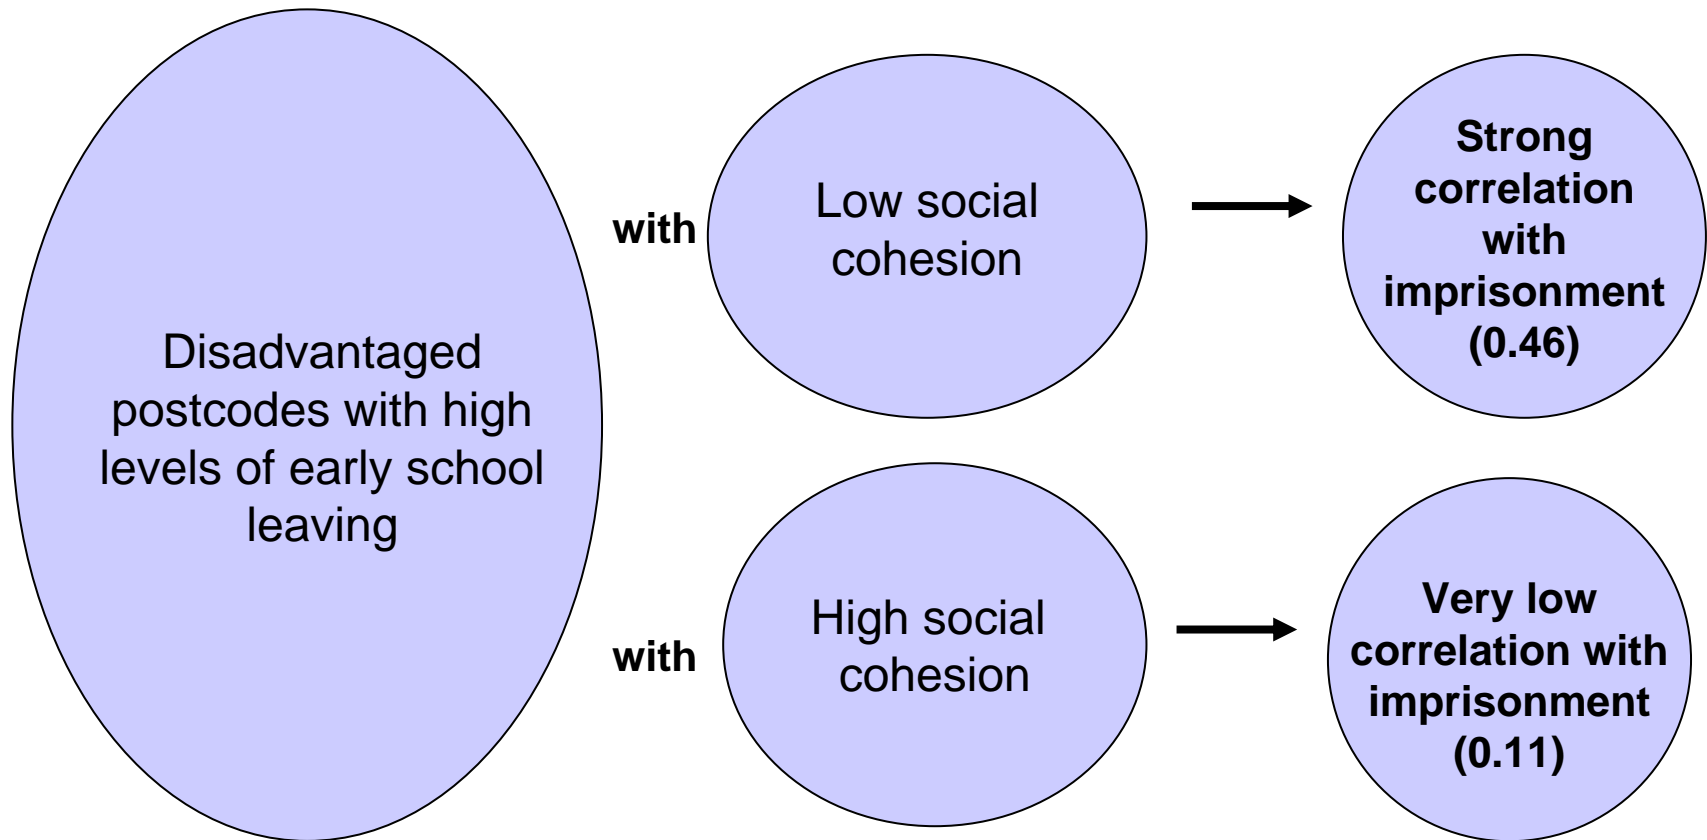 Disadvantaged
postcodes with high
levels of early school
leaving
with
Low social
cohesion
Strong
correlation
with
imprisonment
(0.46)
with
High social
cohesion
Very low
correlation with
imprisonment
(0.11)